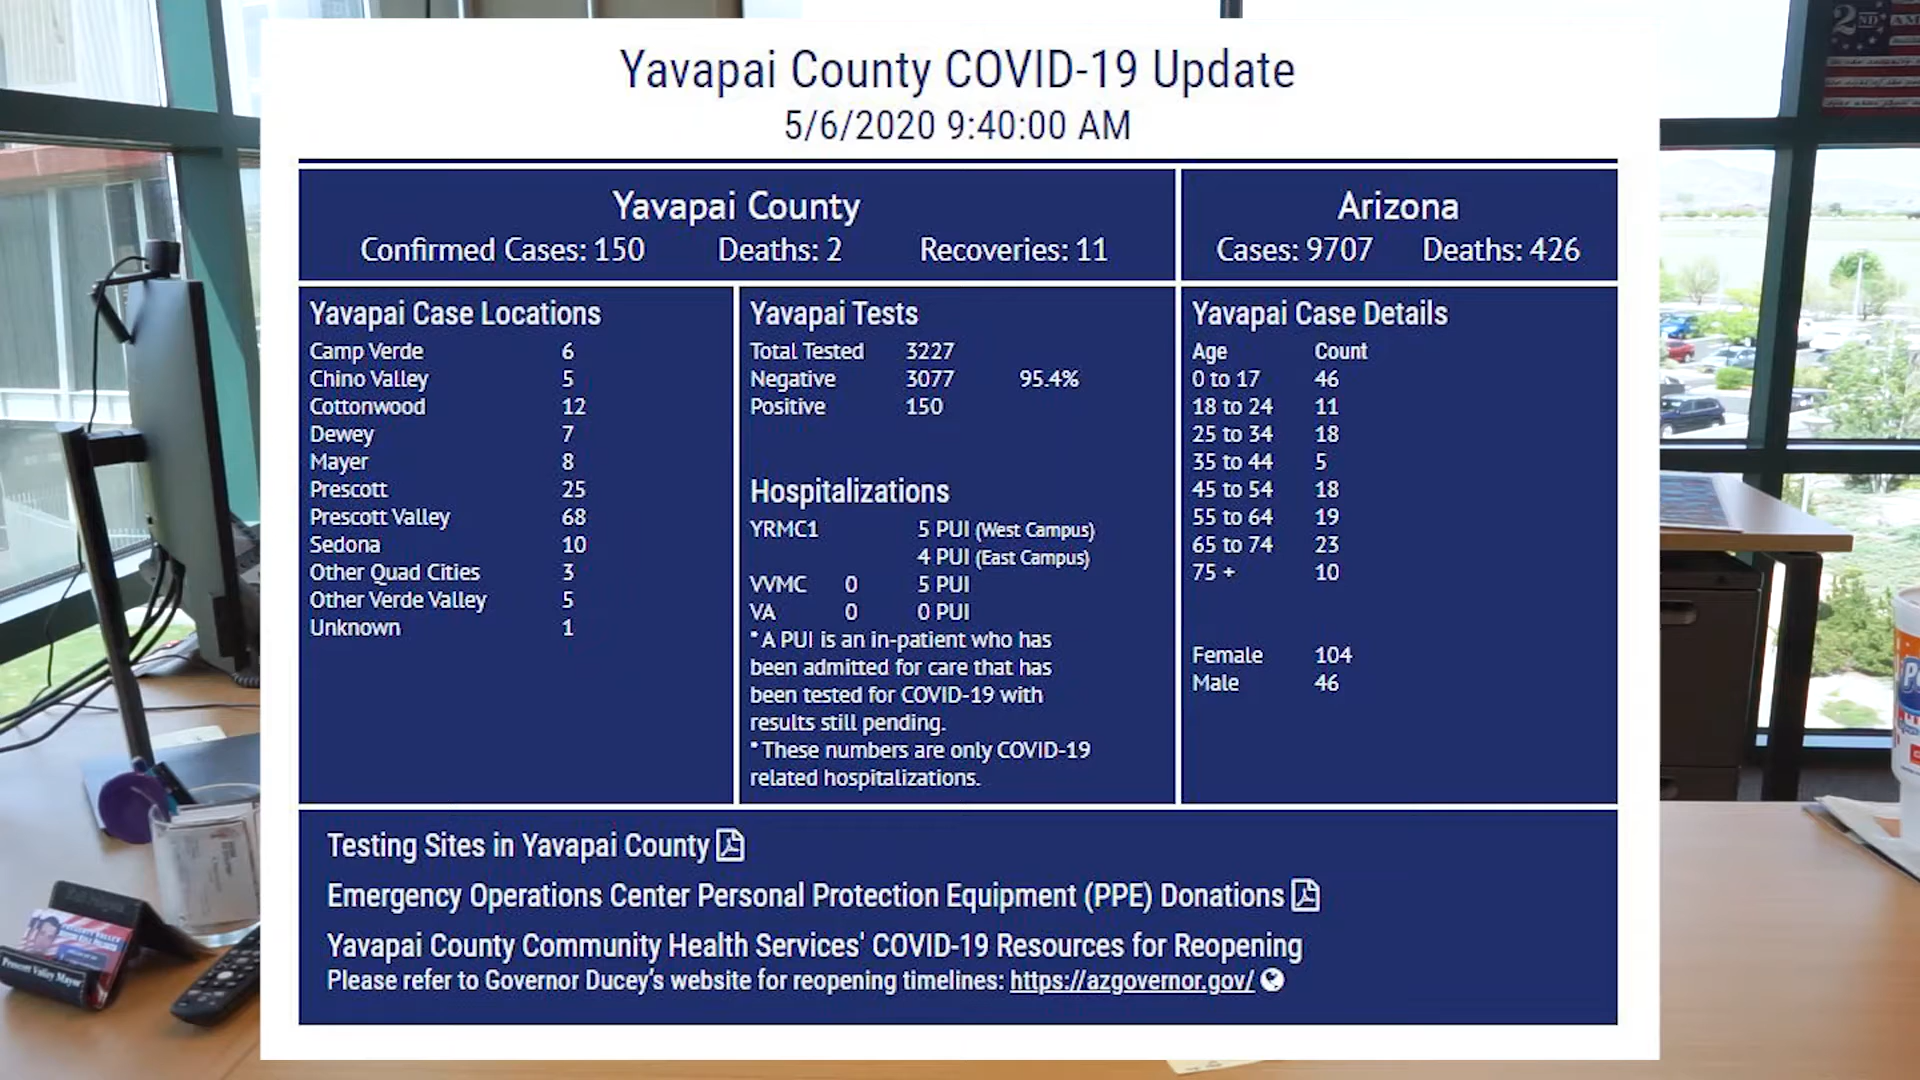 Yavapai County COVID-19 Update
5/6/2020 9:40:00 AM
Yavapai County
Confirmed Cases: 150 Deaths: 2 Recoveries: 11
Arizona
Cases: 9707 Deaths: 426
Yavapai Case Locations
Camp Verde 6
Chino Valley 5
Cottonwood 12
Dewey 7
Mayer 8
Prescott 25
Prescott Valley 68
Sedona 10
Other Quad Cities 3
Other Verde Valley 5
Unknown 1
Yavapai Tests
Total Tested 3227
Negative 3077 95.4%
Positive 150
Hospitalizations
YRMC1 5 PUI (West Campus)
4 PUI (East Campus)
VVMC 0 5 PUI
VA 0 0 PUI
* A PUI is an in-patient who has
been admitted for care that has
been tested for COVID-19 with
results still pending.
* These numbers are only COVID-19
related hospitalizations.
Yavapai Case Details
Age Count
0 to 17 46
18 to 24 11
25 to 34 18
35 to 44 5
45 to 54 18
55 to 64 19
65 to 74 23
75 + 10
Female 104
Male 46
Testing Sites in Yavapai County
Emergency Operations Center Personal Protection Equipment (PPE) Donations
Yavapai County Community Health Services' COVID-19 Resources for Reopening
Please refer to Governor Ducey's website for reopening timelines: https://azgovernor.gov/
2ND AM
Prescott Valley Mayor